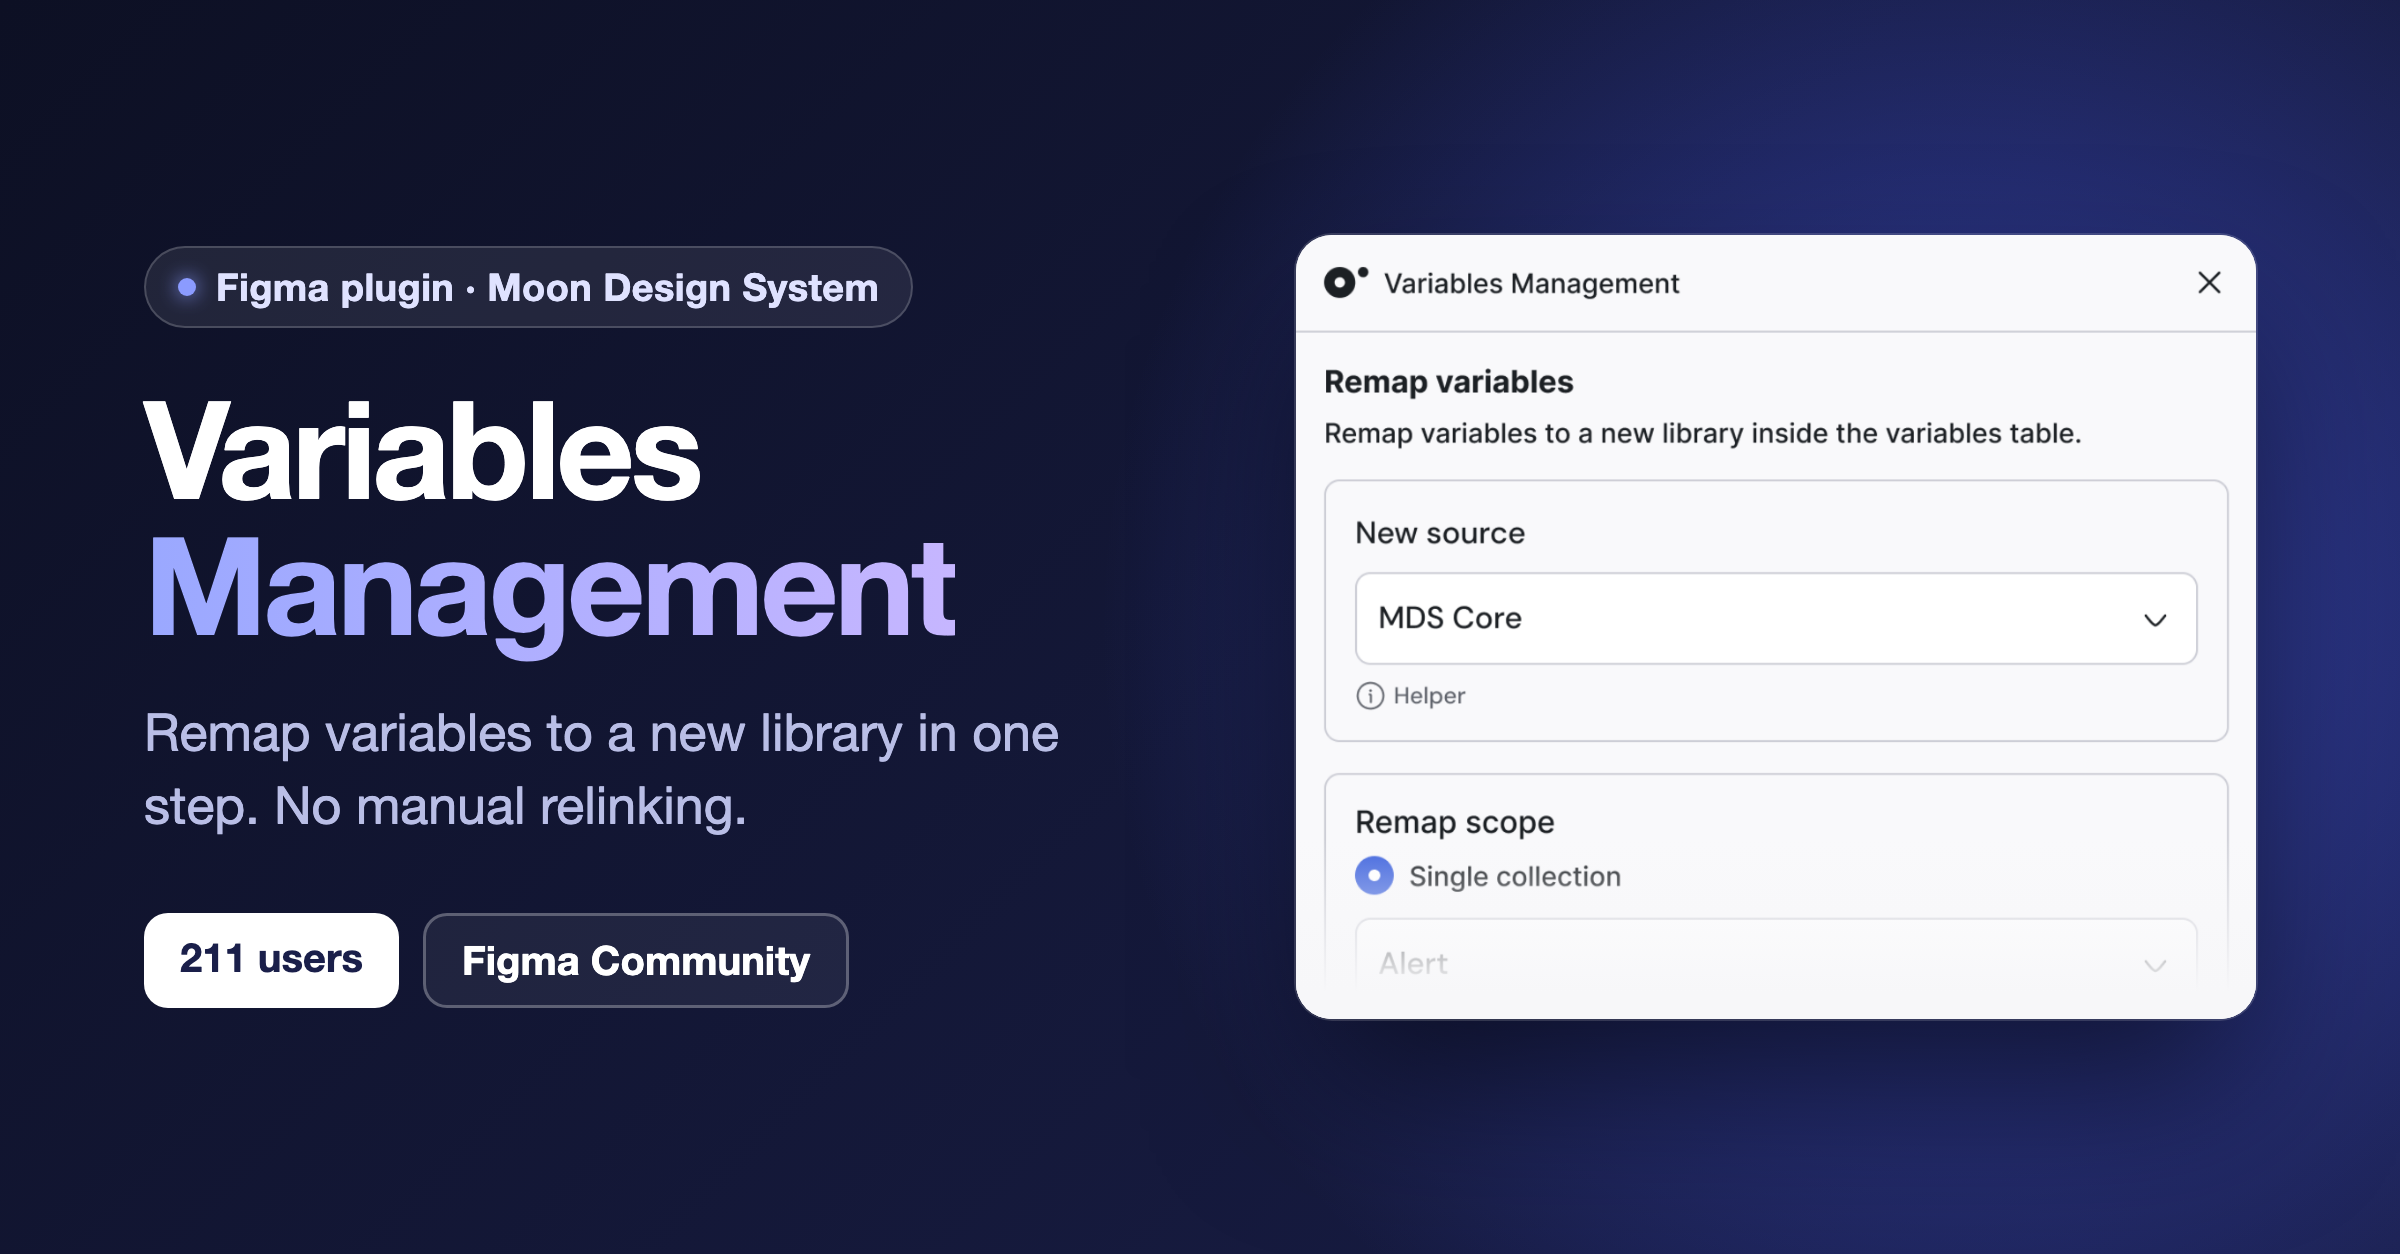 Figma plugin · Moon Design System
Variables
Management
Remap variables to a new library in one
step. No manual relinking.
211 users
Figma Community
Variables Management
Remap variables
Remap variables to a new library inside the variables table.
New source
MDS Core
Helper
Remap scope
Single collection
Alert